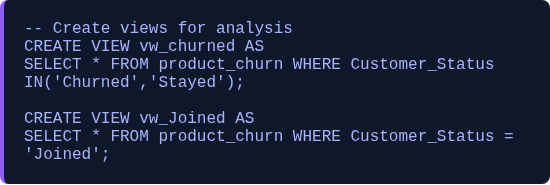 -- Create views for analysis
CREATE VIEW vw_churned AS
SELECT * FROM product_churn WHERE Customer_Status
IN('Churned','Stayed');

CREATE VIEW vw_Joined AS
SELECT * FROM product_churn WHERE Customer_Status =
'Joined';